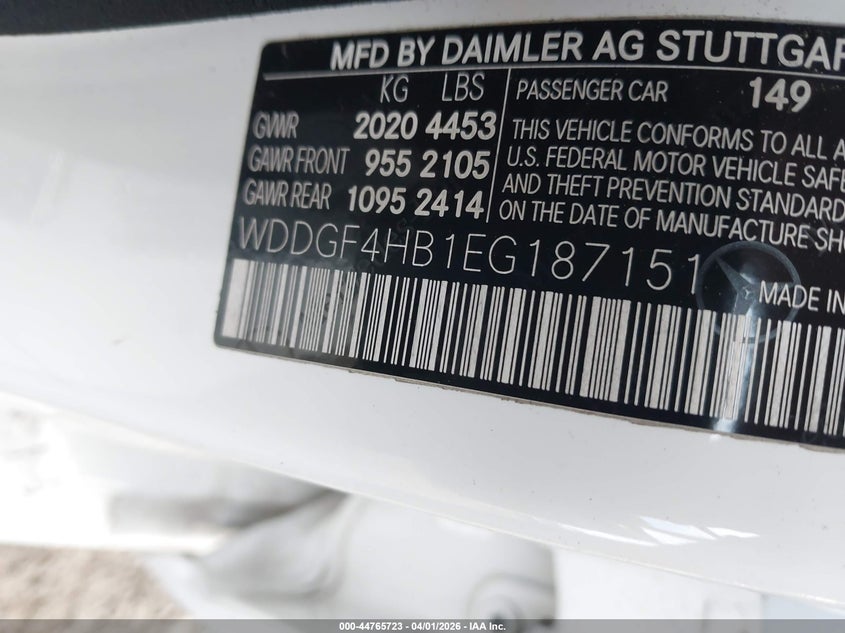 MFD BY DAIMLER AG STUTTGAR
KG LBS
PASSENGER CAR 149
GVWR 2020 4453
GAWR FRONT 955 2105
GAWR REAR 1095 2414
THIS VEHICLE CONFORMS TO ALL A
U.S. FEDERAL MOTOR VEHICLE SAFE
AND THEFT PREVENTION STANDARD
ON THE DATE OF MANUFACTURE SHO
WDDGF4HB1EG187151
MADE IN
000-44765723 | 04/01/2026 | IAA Inc.